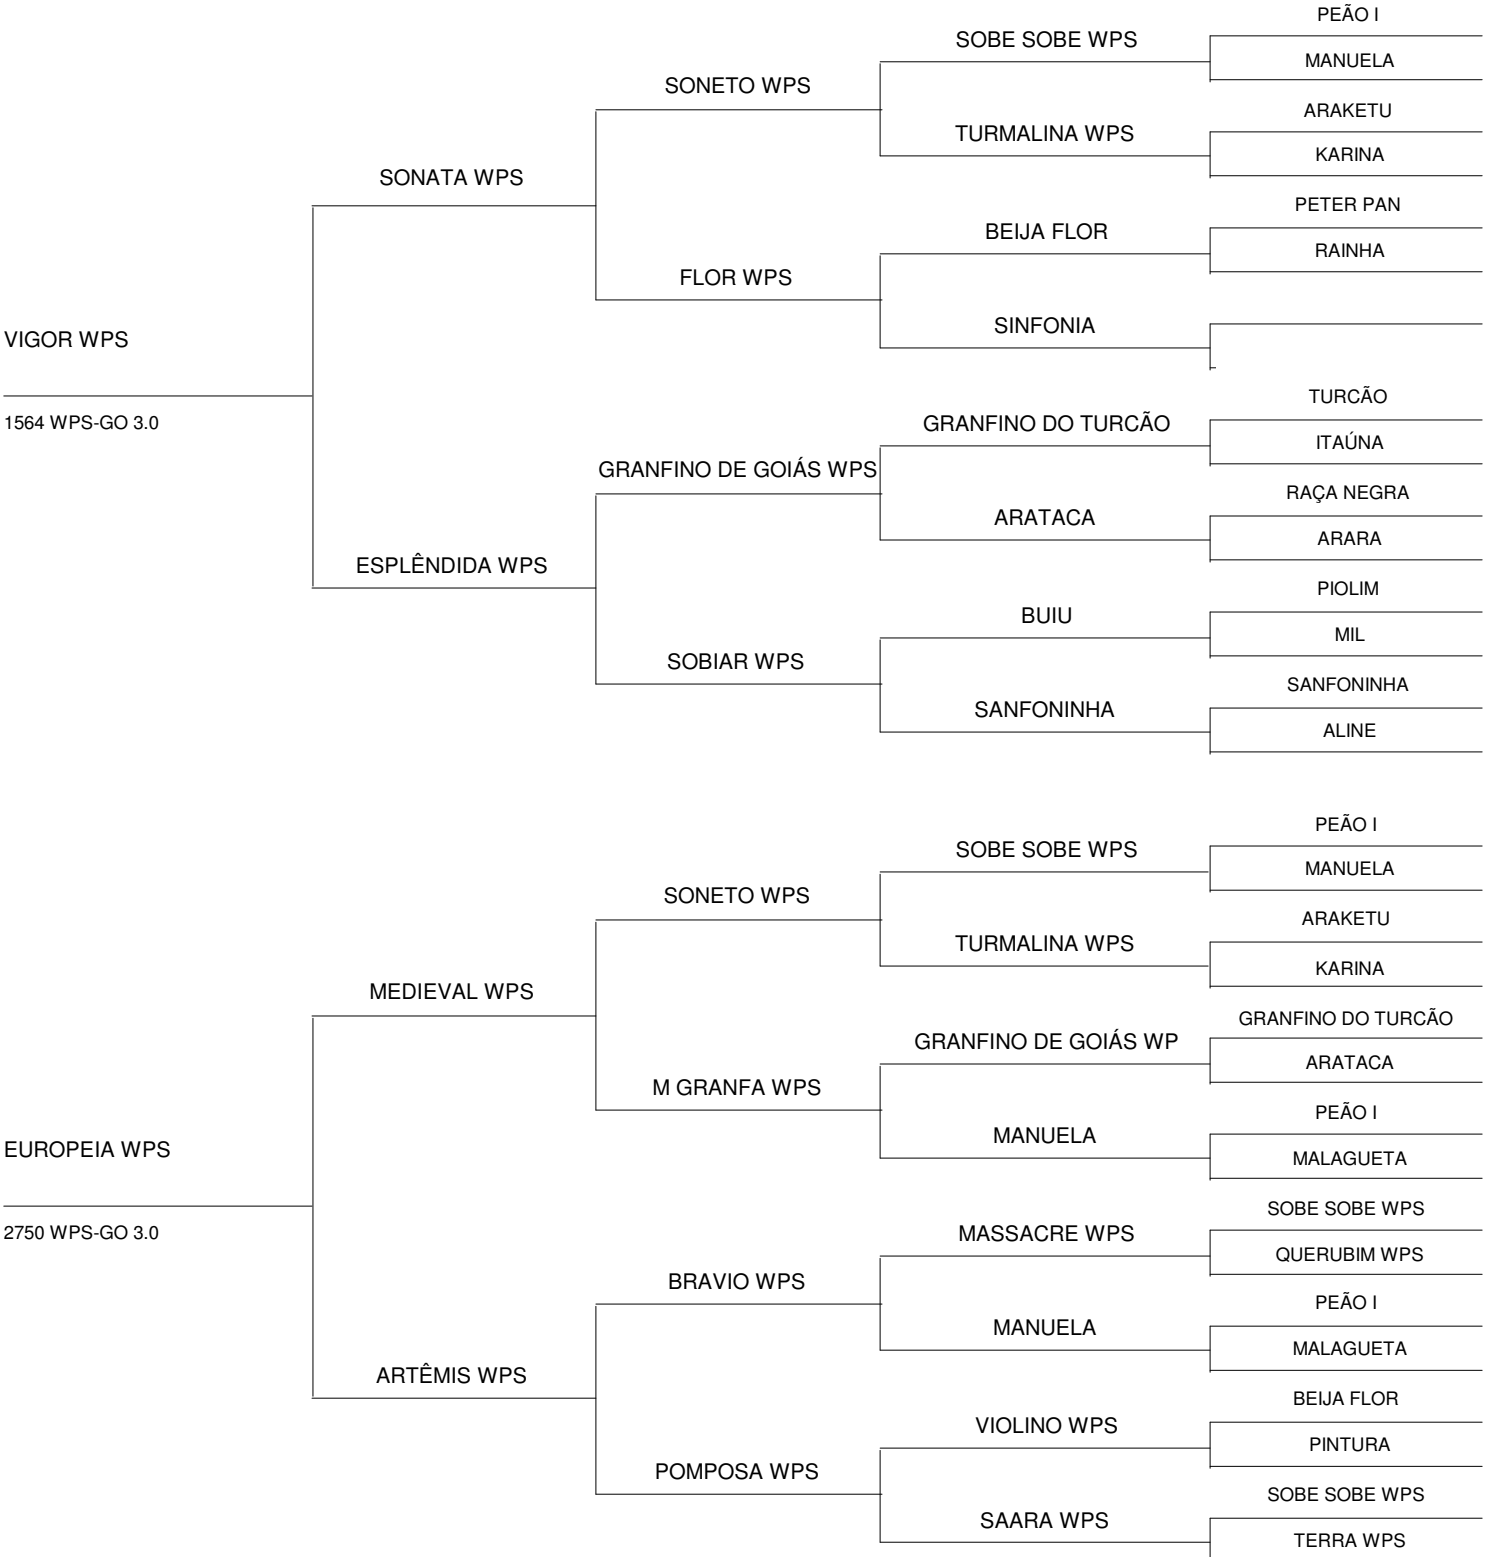 PEÃO I
SOBE SOBE WPS
MANUELA
SONETO WPS
ARAKETU
TURMALINA WPS
KARINA
SONATA WPS
PETER PAN
BEIJA FLOR
RAINHA
FLOR WPS
SINFONIA
VIGOR WPS
1564 WPS-GO 3.0
TURCÃO
GRANFINO DO TURCÃO
ITAÚNA
GRANFINO DE GOIÁS WPS
RAÇA NEGRA
ARATACA
ARARA
ESPLÊNDIDA WPS
PIOLIM
BUIU
MIL
SOBIAR WPS
SANFONINHA
SANFONINHA
ALINE
PEÃO I
SOBE SOBE WPS
MANUELA
SONETO WPS
ARAKETU
TURMALINA WPS
KARINA
MEDIEVAL WPS
GRANFINO DO TURCÃO
GRANFINO DE GOIÁS WP
ARATACA
M GRANFA WPS
PEÃO I
MANUELA
MALAGUETA
EUROPEIA WPS
2750 WPS-GO 3.0
SOBE SOBE WPS
MASSACRE WPS
QUERUBIM WPS
BRAVIO WPS
PEÃO I
MANUELA
MALAGUETA
ARTÊMIS WPS
BEIJA FLOR
VIOLINO WPS
PINTURA
POMPOSA WPS
SOBE SOBE WPS
SAARA WPS
TERRA WPS